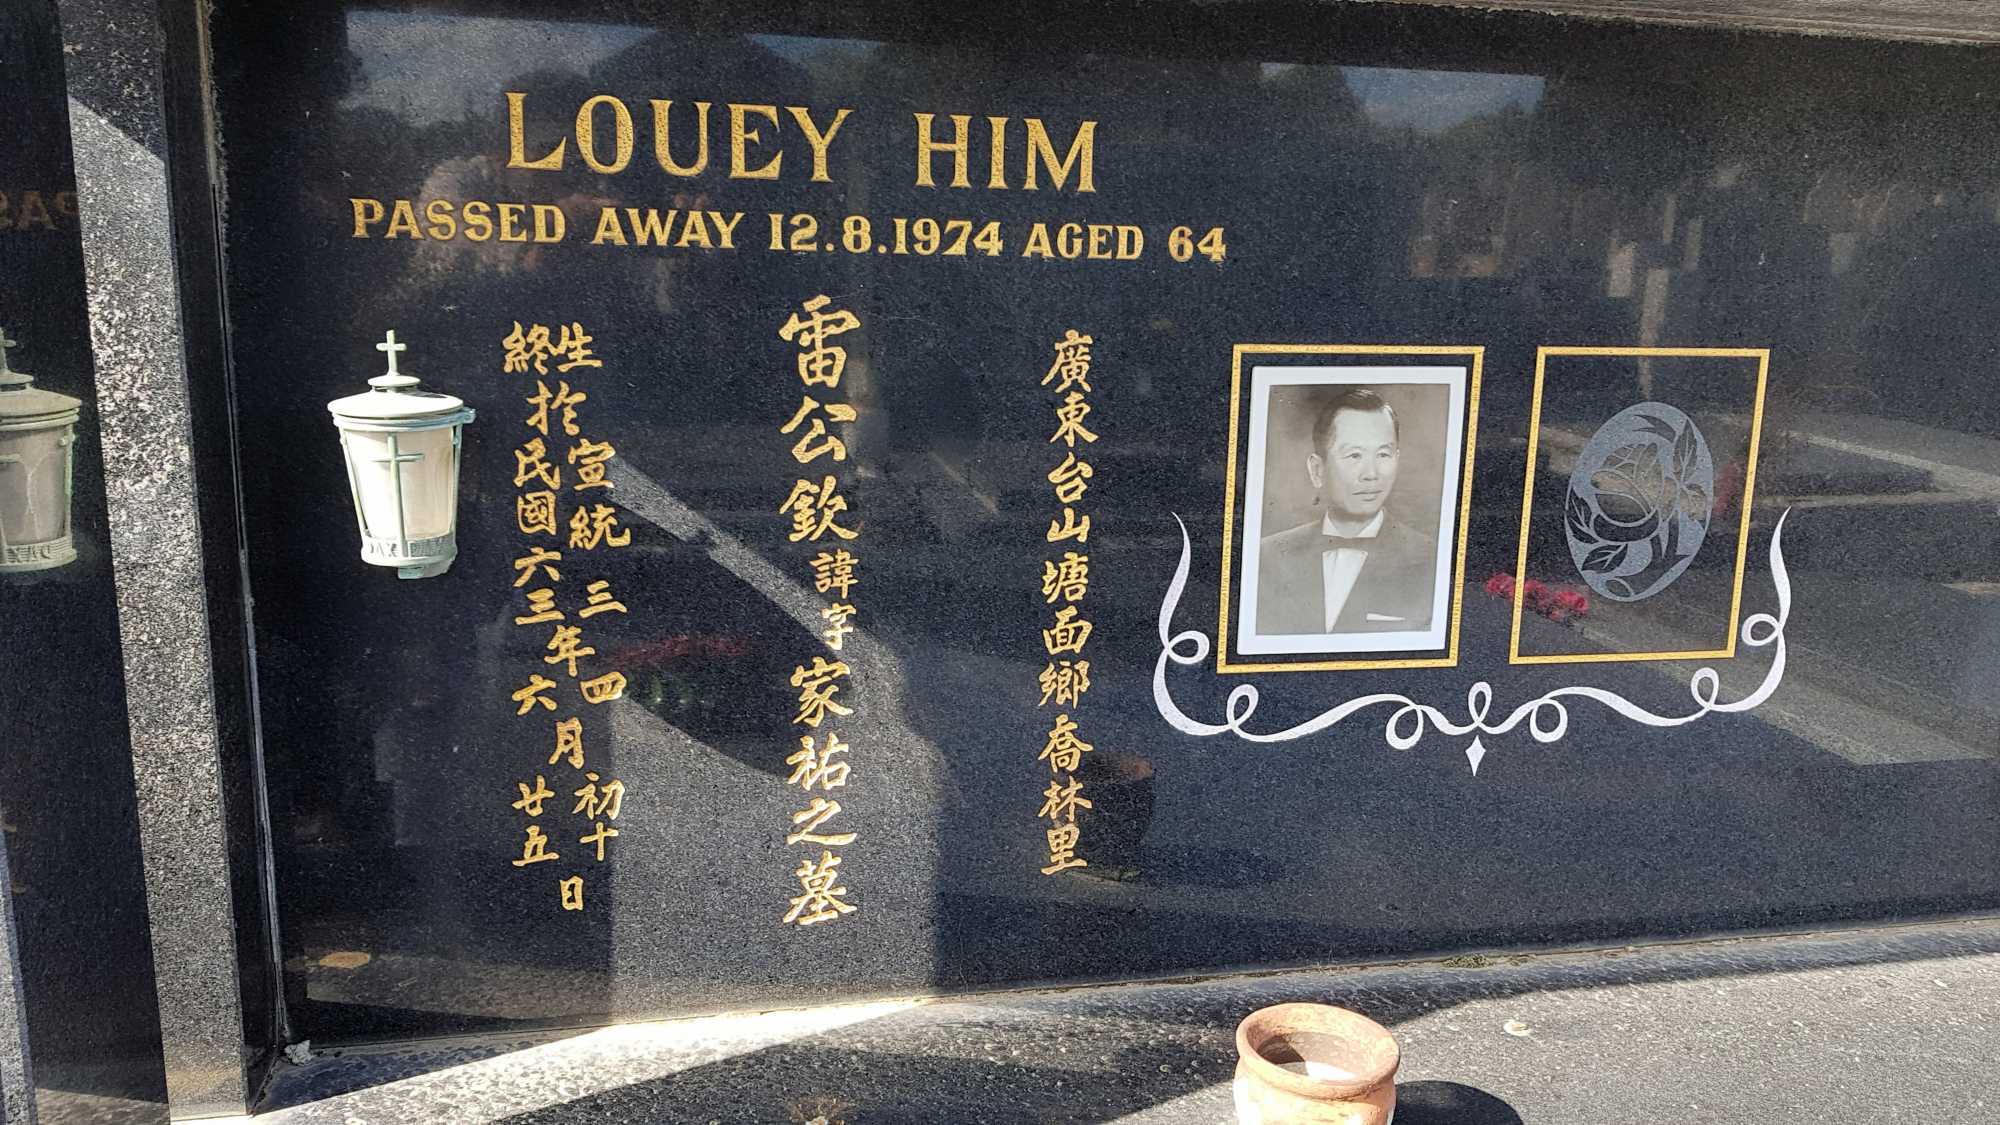 LOUEY HIM
PASSED AWAY 12.8.1974 AGED 64
廣東台山塘面鄉喬林里
雷公欽諱字家祐之墓
生於宣統三年四月初十日
終於民國六三年六月廿五日